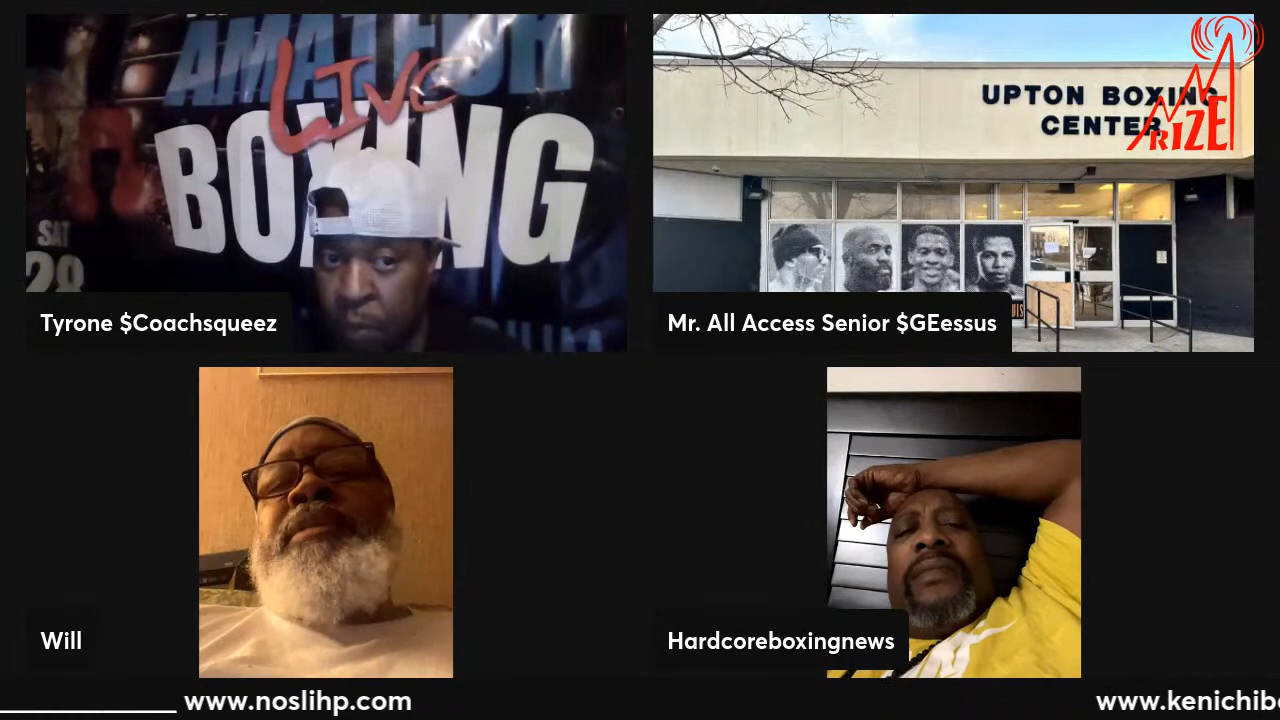 AMATEUR
LIVE
BOXING
SAT
28
Tyrone $Coachsqueez
UPTON BOXING
CENTER
RIZE
Mr. All Access Senior $GEessus
Will
Hardcoreboxingnews
www.noslihp.com
www.kenichib